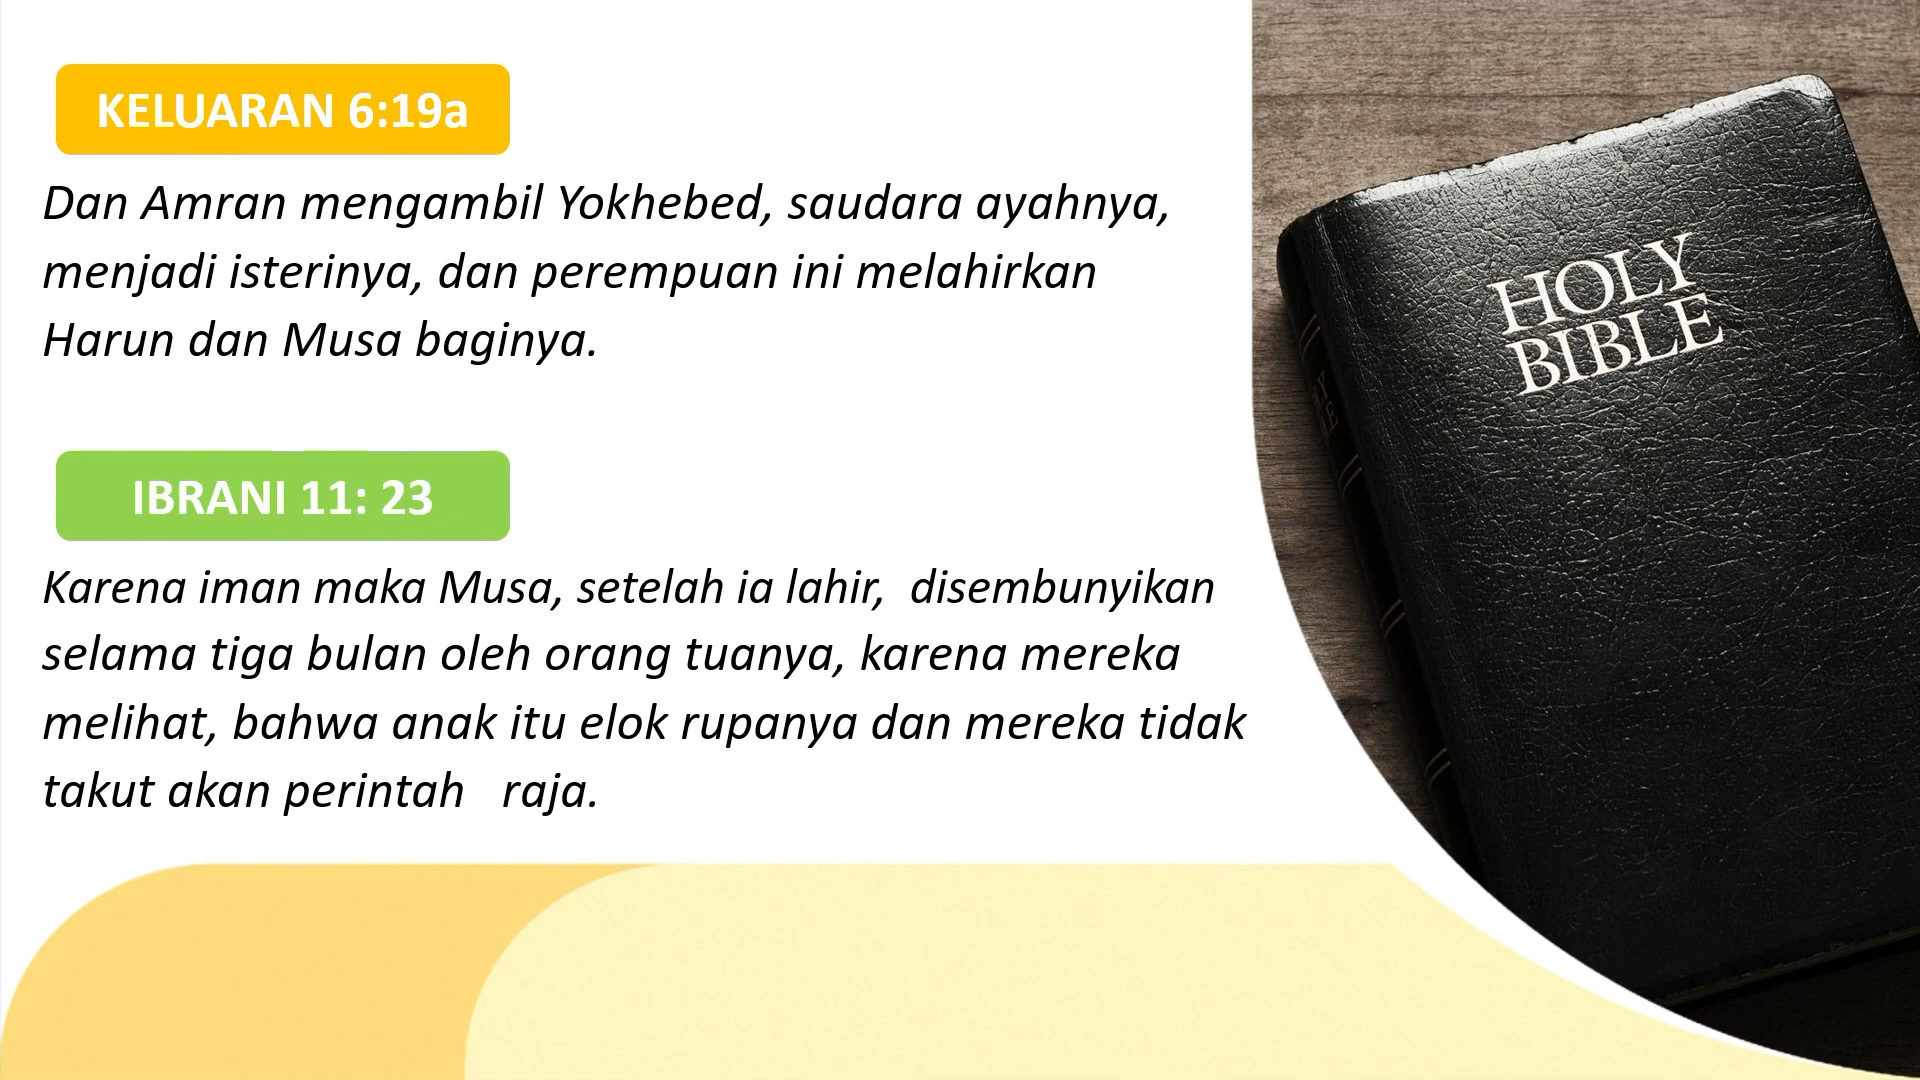 KELUARAN 6:19a
Dan Amran mengambil Yokhebed, saudara ayahnya,
menjadi isterinya, dan perempuan ini melahirkan
Harun dan Musa baginya.
IBRANI 11: 23
Karena iman maka Musa, setelah ia lahir,  disembunyikan
selama tiga bulan oleh orang tuanya, karena mereka
melihat, bahwa anak itu elok rupanya dan mereka tidak
takut akan perintah   raja.
HOLY
BIBLE